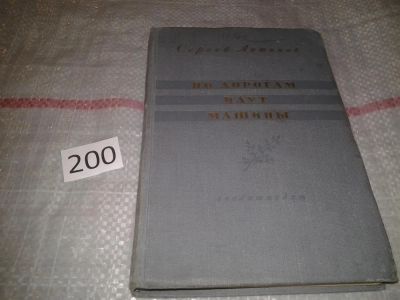 Сергей Антонов
ПО ДОРОГАМ
ИДУТ
МАШИНЫ
200